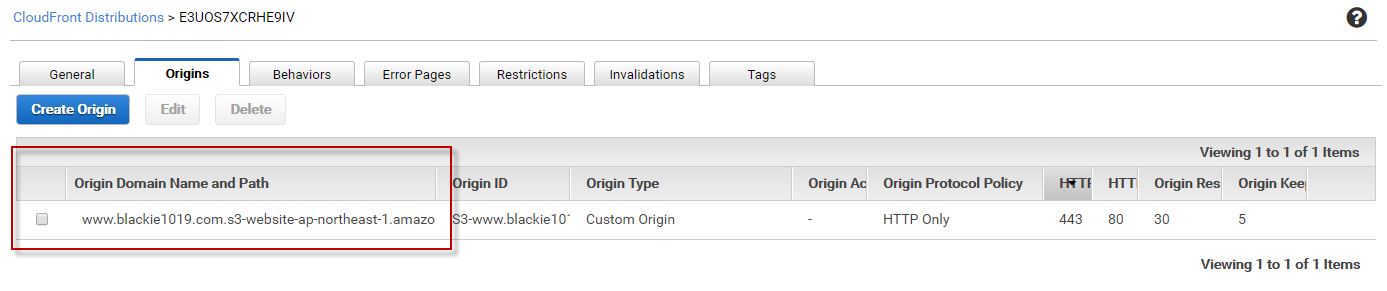 CloudFront Distributions > E3UOS7XCRHE9IV
?
General Origins Behaviors Error Pages Restrictions Invalidations Tags
Create Origin Edit Delete
Viewing 1 to 1 of 1 Items
Origin Domain Name and Path Origin ID Origin Type Origin Ac Origin Protocol Policy HTTP HTTI Origin Res Origin Keep
www.blackie1019.com.s3-website-ap-northeast-1.amazo S3-www.blackie101 Custom Origin - HTTP Only 443 80 30 5
Viewing 1 to 1 of 1 Items